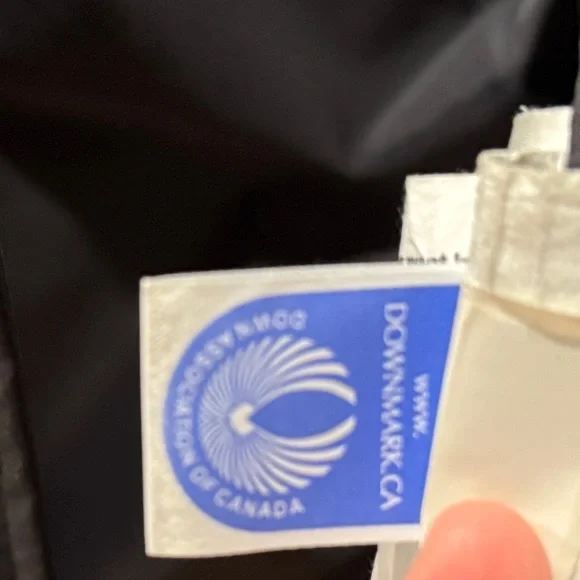 DOWN ASSOCIATION OF CANADA
WWW.
DOWNMARK.CA